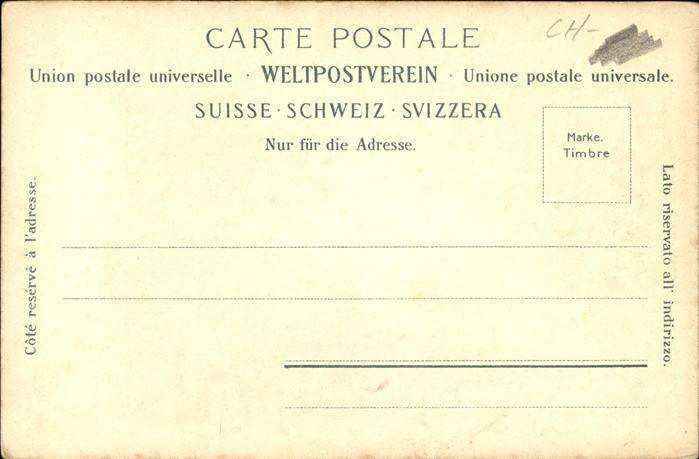 CARTE POSTALE
CH-
Union postale universelle · WELTPOSTVEREIN · Unione postale universale.
SUISSE · SCHWEIZ · SVIZZERA
Nur für die Adresse.
Marke.
Timbre
Côté resérvé à l'adresse.
Lato riservato all' indirizzo.